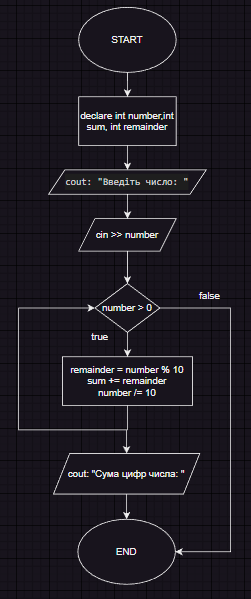 START
declare int number,int
sum, int remainder
cout: "Введіть число: "
cin >> number
number > 0
false
true
remainder = number % 10
sum += remainder
number /= 10
cout: "Сума цифр числа: "
END